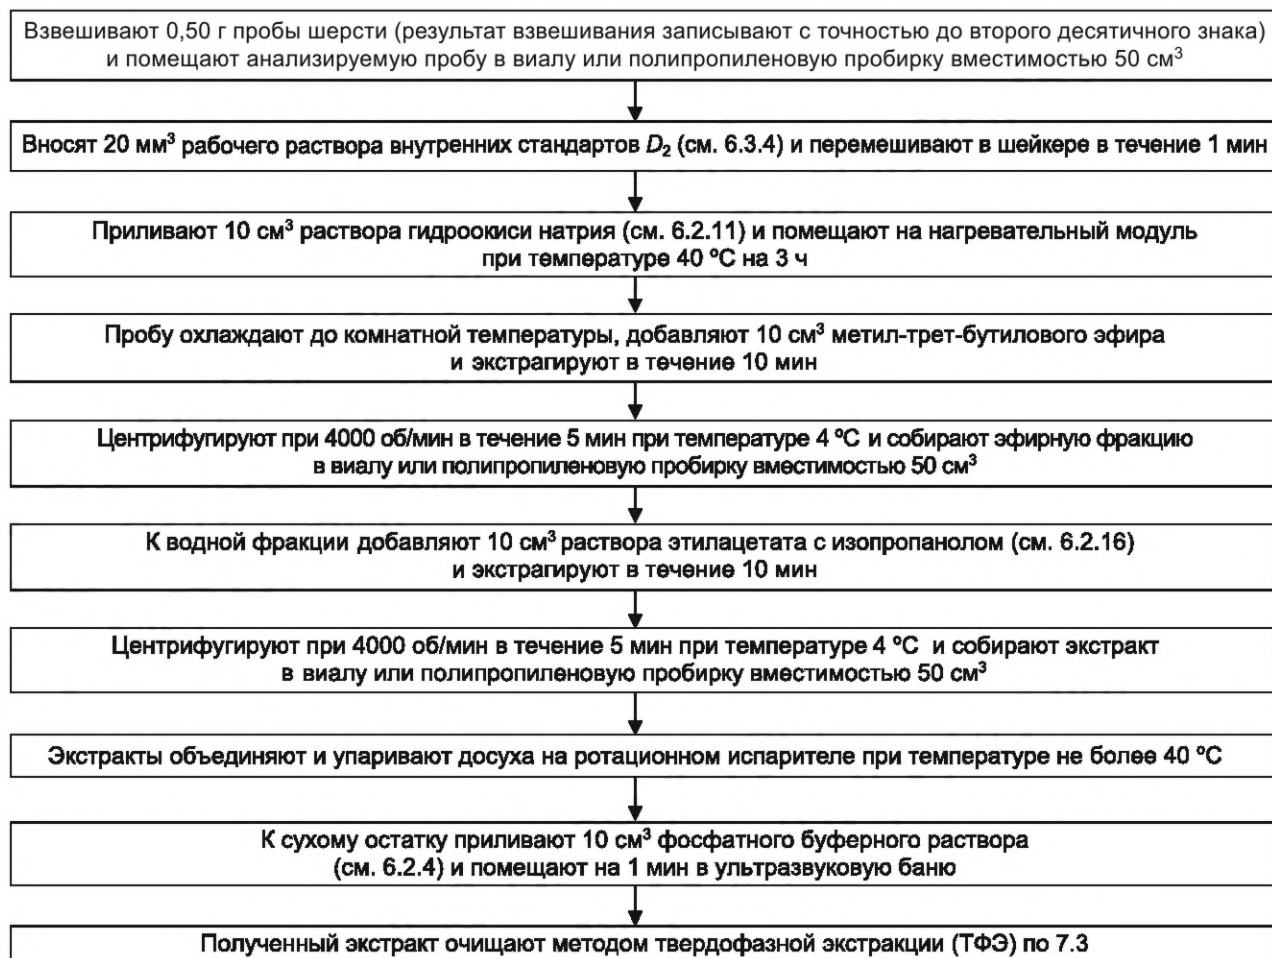 Взвешивают 0,50 г пробы шерсти (результат взвешивания записывают с точностью до второго десятичного знака)
и помещают анализируемую пробу в виалу или полипропиленовую пробирку вместимостью 50 см³
Вносят 20 мм³ рабочего раствора внутренних стандартов D₂ (см. 6.3.4) и перемешивают в шейкере в течение 1 мин
Приливают 10 см³ раствора гидроокиси натрия (см. 6.2.11) и помещают на нагревательный модуль
при температуре 40 ºС на 3 ч
Пробу охлаждают до комнатной температуры, добавляют 10 см³ метил-трет-бутилового эфира
и экстрагируют в течение 10 мин
Центрифугируют при 4000 об/мин в течение 5 мин при температуре 4 ºС и собирают эфирную фракцию
в виалу или полипропиленовую пробирку вместимостью 50 см³
К водной фракции добавляют 10 см³ раствора этилацетата с изопропанолом (см. 6.2.16)
и экстрагируют в течение 10 мин
Центрифугируют при 4000 об/мин в течение 5 мин при температуре 4 ºС и собирают экстракт
в виалу или полипропиленовую пробирку вместимостью 50 см³
Экстракты объединяют и упаривают досуха на ротационном испарителе при температуре не более 40 ºС
К сухому остатку приливают 10 см³ фосфатного буферного раствора
(см. 6.2.4) и помещают на 1 мин в ультразвуковую баню
Полученный экстракт очищают методом твердофазной экстракции (ТФЭ) по 7.3